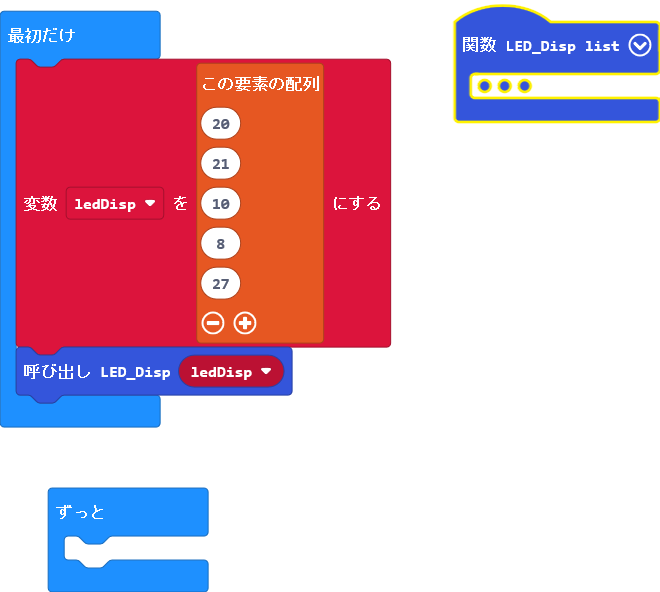 最初だけ
変数 ledDisp を この要素の配列 にする
20
21
10
8
27
呼び出し LED_Disp ledDisp
関数 LED_Disp list
ずっと